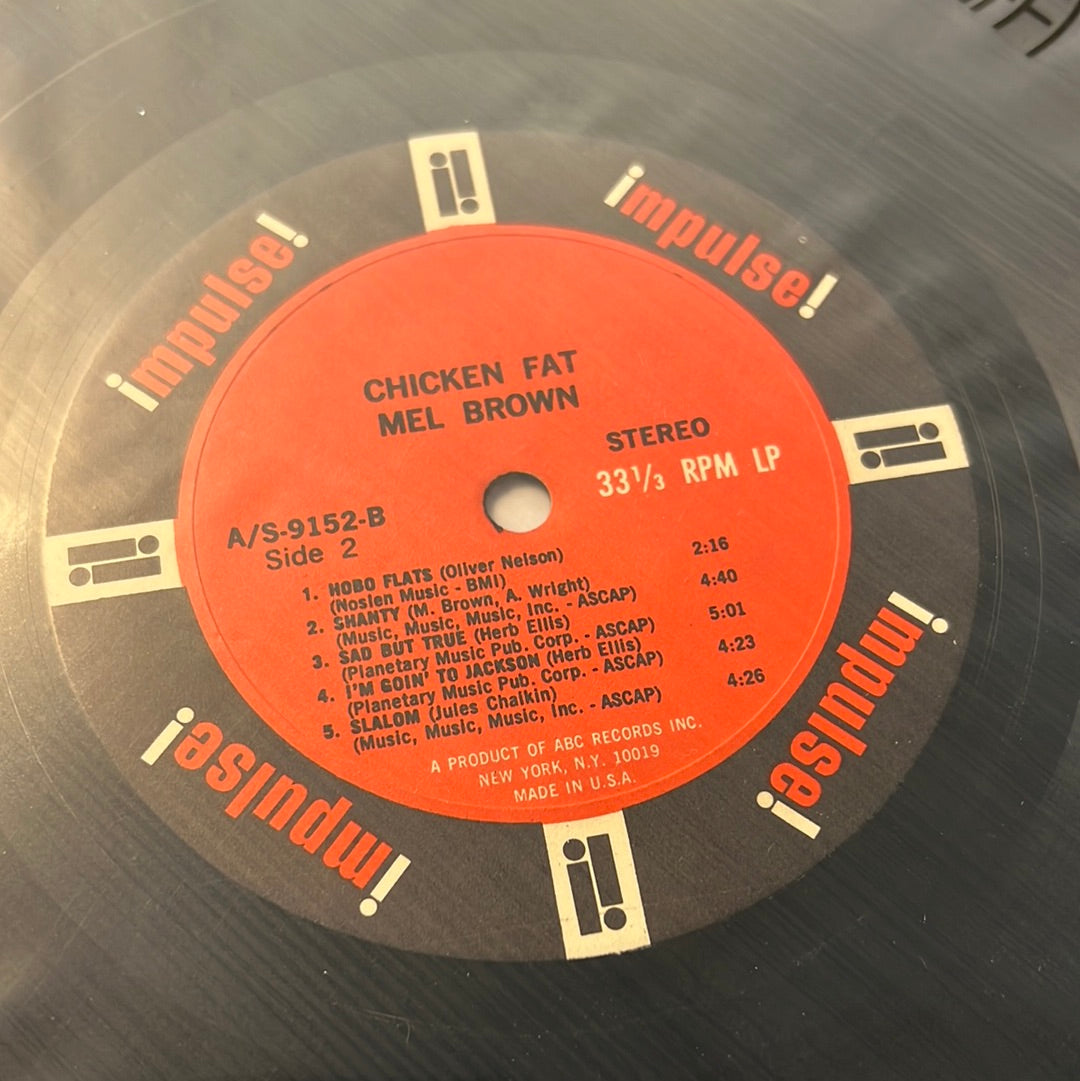 impulse!
impulse!
CHICKEN FAT
MEL BROWN
STEREO
33 1/3 RPM LP
A/S-9152-B
Side 2
1. HOBO FLATS (Oliver Nelson) 2:16
(Noslen Music - BMI)
2. SHANTY (M. Brown, A. Wright) 4:40
(Music, Music, Music, Inc. - ASCAP)
3. SAD BUT TRUE (Herb Ellis) 5:01
(Planetary Music Pub. Corp. - ASCAP)
4. I'M GOIN' TO JACKSON (Herb Ellis) 4:23
(Planetary Music Pub. Corp. - ASCAP)
5. SLALOM (Jules Chaikin) 4:26
(Music, Music, Music, Inc. - ASCAP)
A PRODUCT OF ABC RECORDS INC.
NEW YORK, N.Y. 10019
MADE IN U.S.A.
impulse!
impulse!